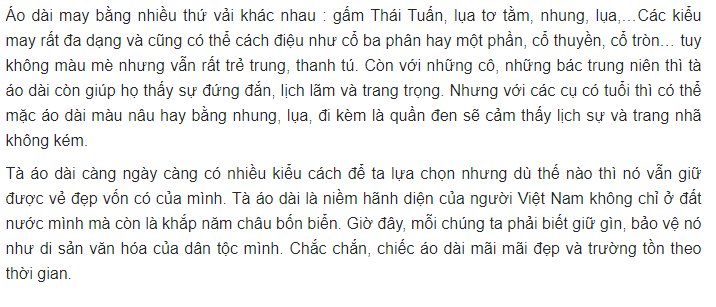 Áo dài may bằng nhiều thứ vải khác nhau : gấm Thái Tuấn, lụa tơ tằm, nhung, lụa,…Các kiểu
may rất đa dạng và cũng có thể cách điệu như cổ ba phân hay một phần, cổ thuyền, cổ tròn… tuy
không màu mè nhưng vẫn rất trẻ trung, thanh tú. Còn với những cô, những bác trung niên thì tà
áo dài còn giúp họ thấy sự đứng đắn, lịch lãm và trang trọng. Nhưng với các cụ có tuổi thì có thể
mặc áo dài màu nâu hay bằng nhung, lụa, đi kèm là quần đen sẽ cảm thấy lịch sự và trang nhã
không kém.
Tà áo dài càng ngày càng có nhiều kiểu cách để ta lựa chọn nhưng dù thế nào thì nó vẫn giữ
được vẻ đẹp vốn có của mình. Tà áo dài là niềm hãnh diện của người Việt Nam không chỉ ở đất
nước mình mà còn là khắp năm châu bốn biển. Giờ đây, mỗi chúng ta phải biết giữ gìn, bảo vệ nó
như di sản văn hóa của dân tộc mình. Chắc chắn, chiếc áo dài mãi mãi đẹp và trường tồn theo
thời gian.